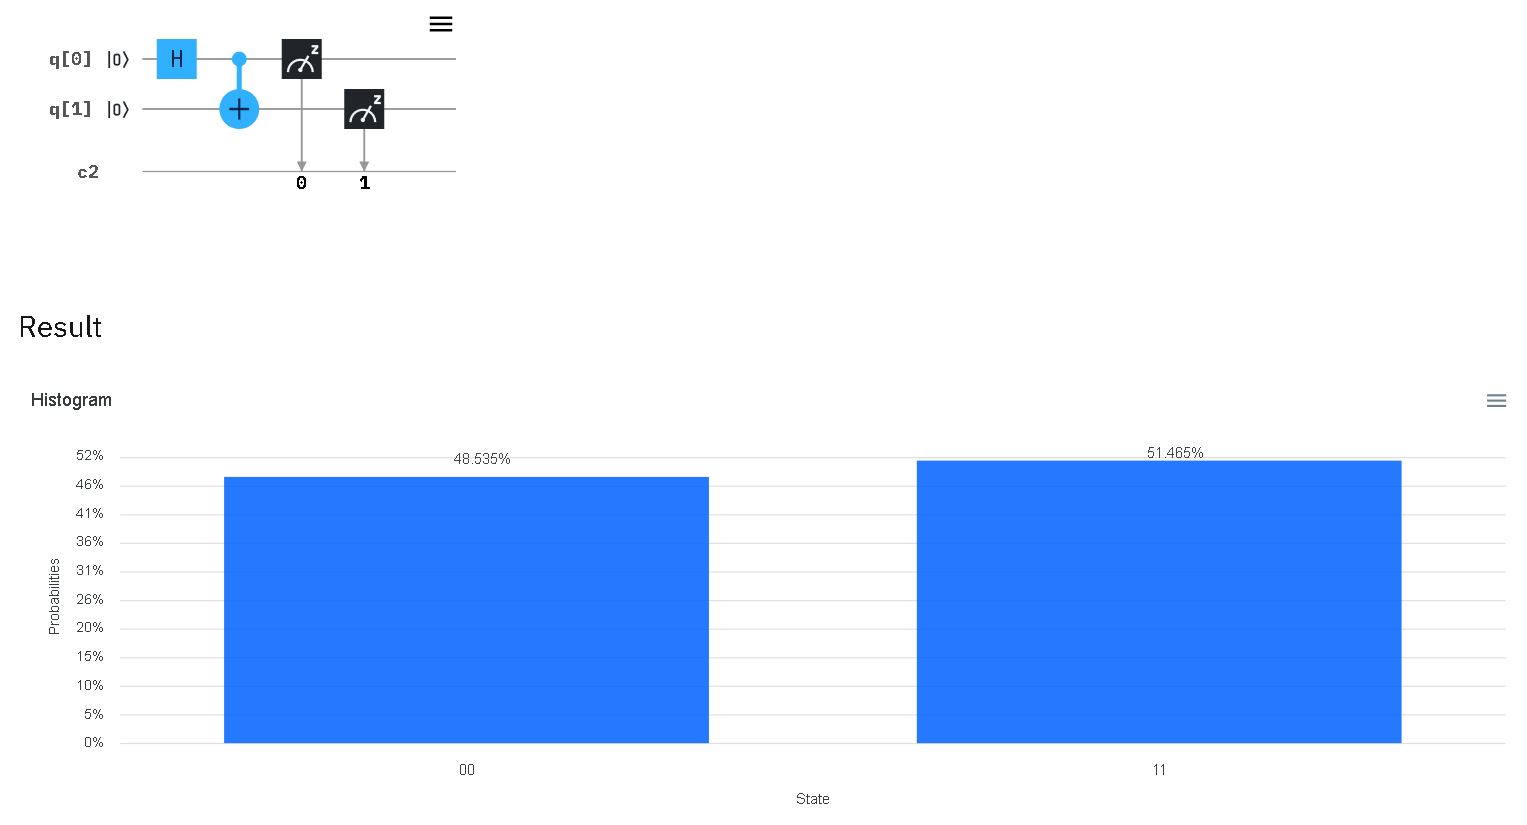 z
q[0] |0⟩ H
z
q[1] |0⟩ +
c2
0 1
Result
Histogram
Probabilities
52%
46%
41%
36%
31%
26%
20%
15%
10%
5%
0%
48.535%
51.465%
00 11
State